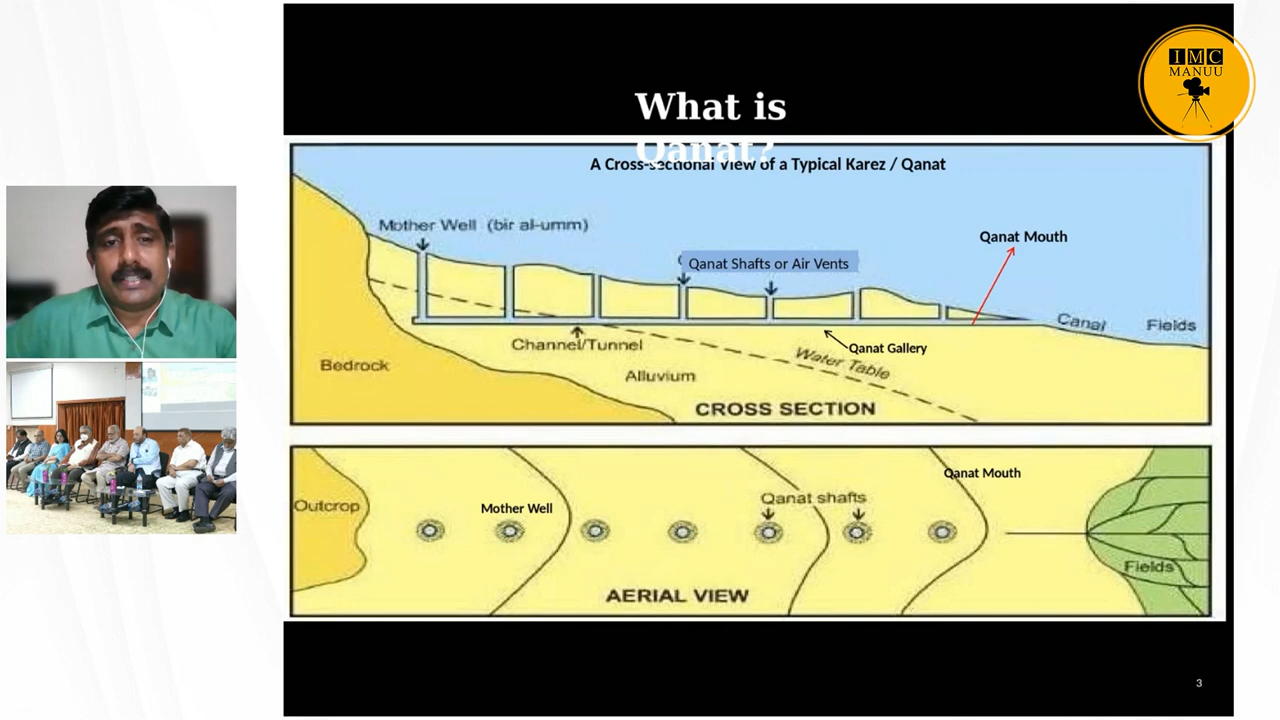 What is
Qanat?
IMC
MANUU
A Cross-sectional View of a Typical Karez / Qanat
Mother Well (bir al-umm)
Qanat Mouth
Qanat Shafts or Air Vents
Canal
Fields
Channel/Tunnel
Qanat Gallery
Water Table
Bedrock
Alluvium
CROSS SECTION
Qanat Mouth
Outcrop
Mother Well
Qanat shafts
Fields
AERIAL VIEW
3